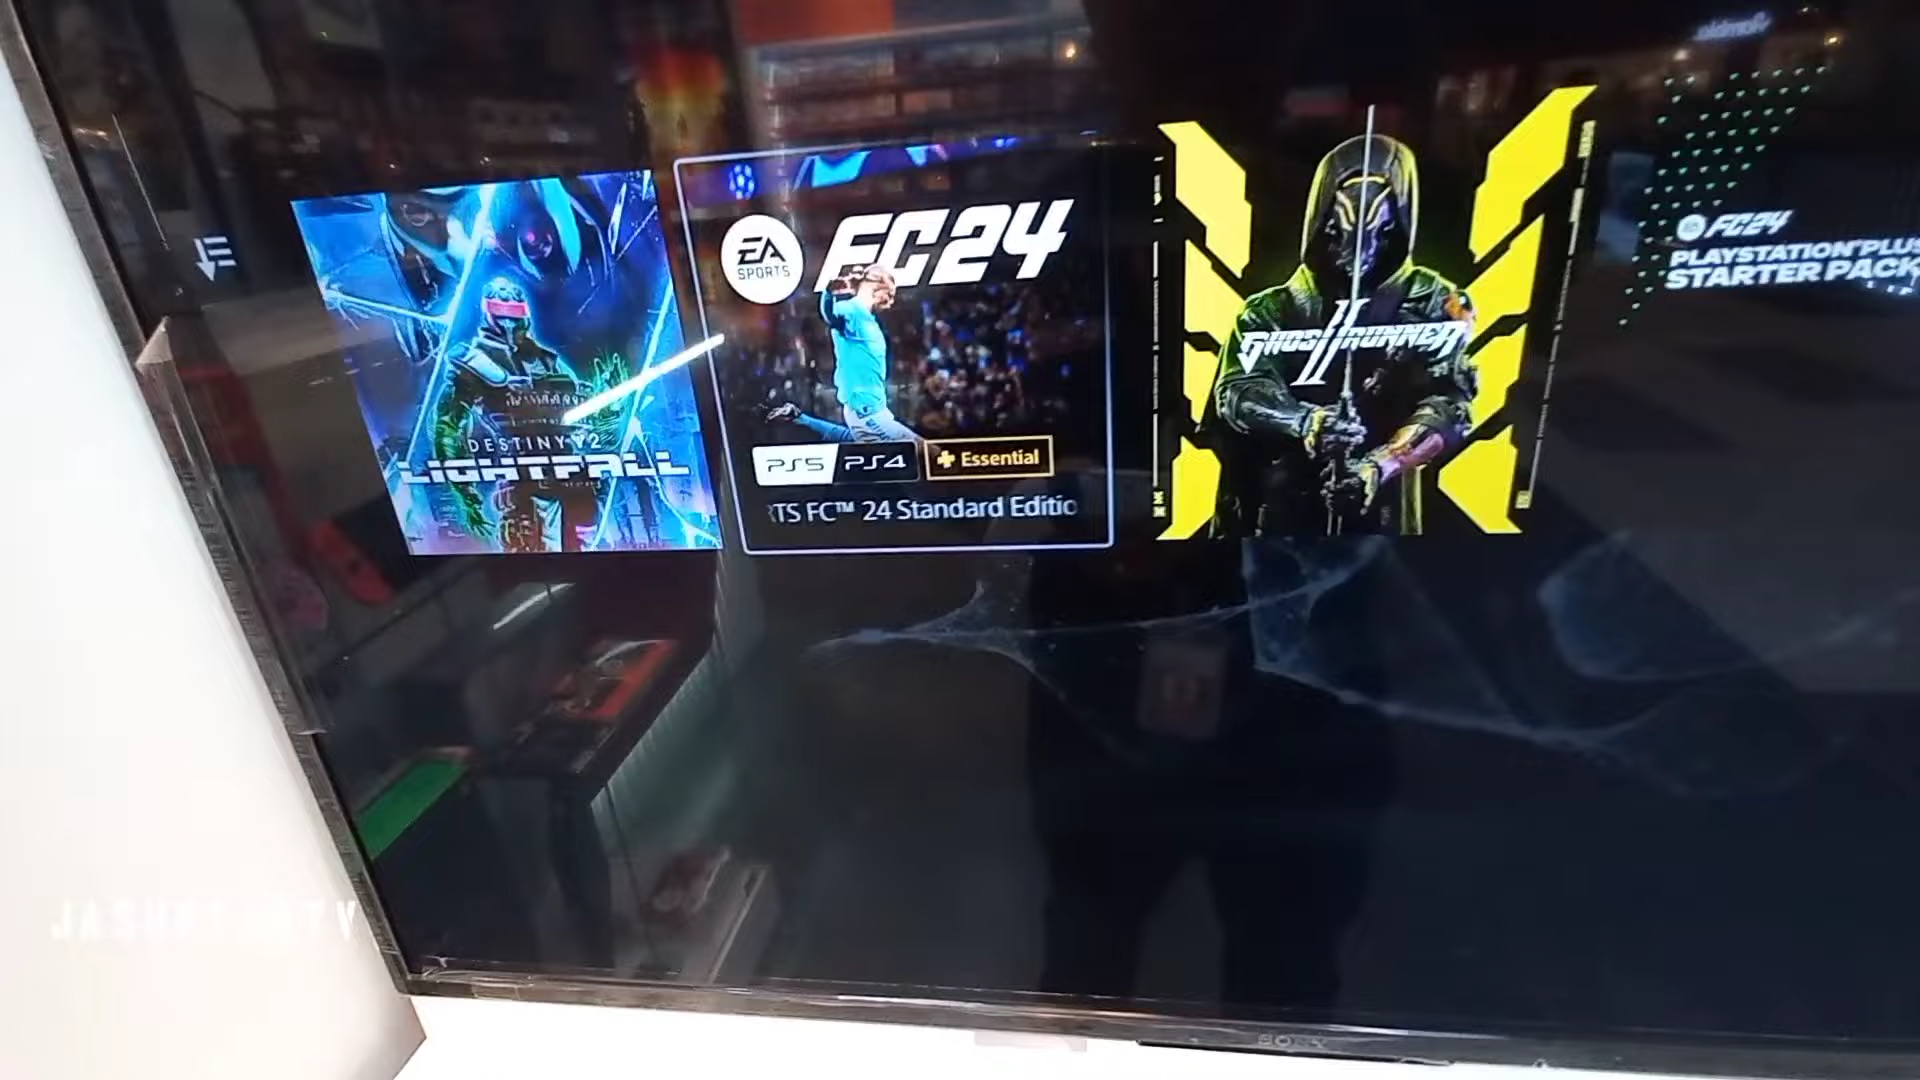 DESTINY 2
LIGHTFALL
EA
SPORTS
FC24
PS5 PS4
Essential
TS FC™ 24 Standard Editio
GHOSTRUNNER
II
FC24
PLAYSTATION PLUS
STARTER PACK
SONY